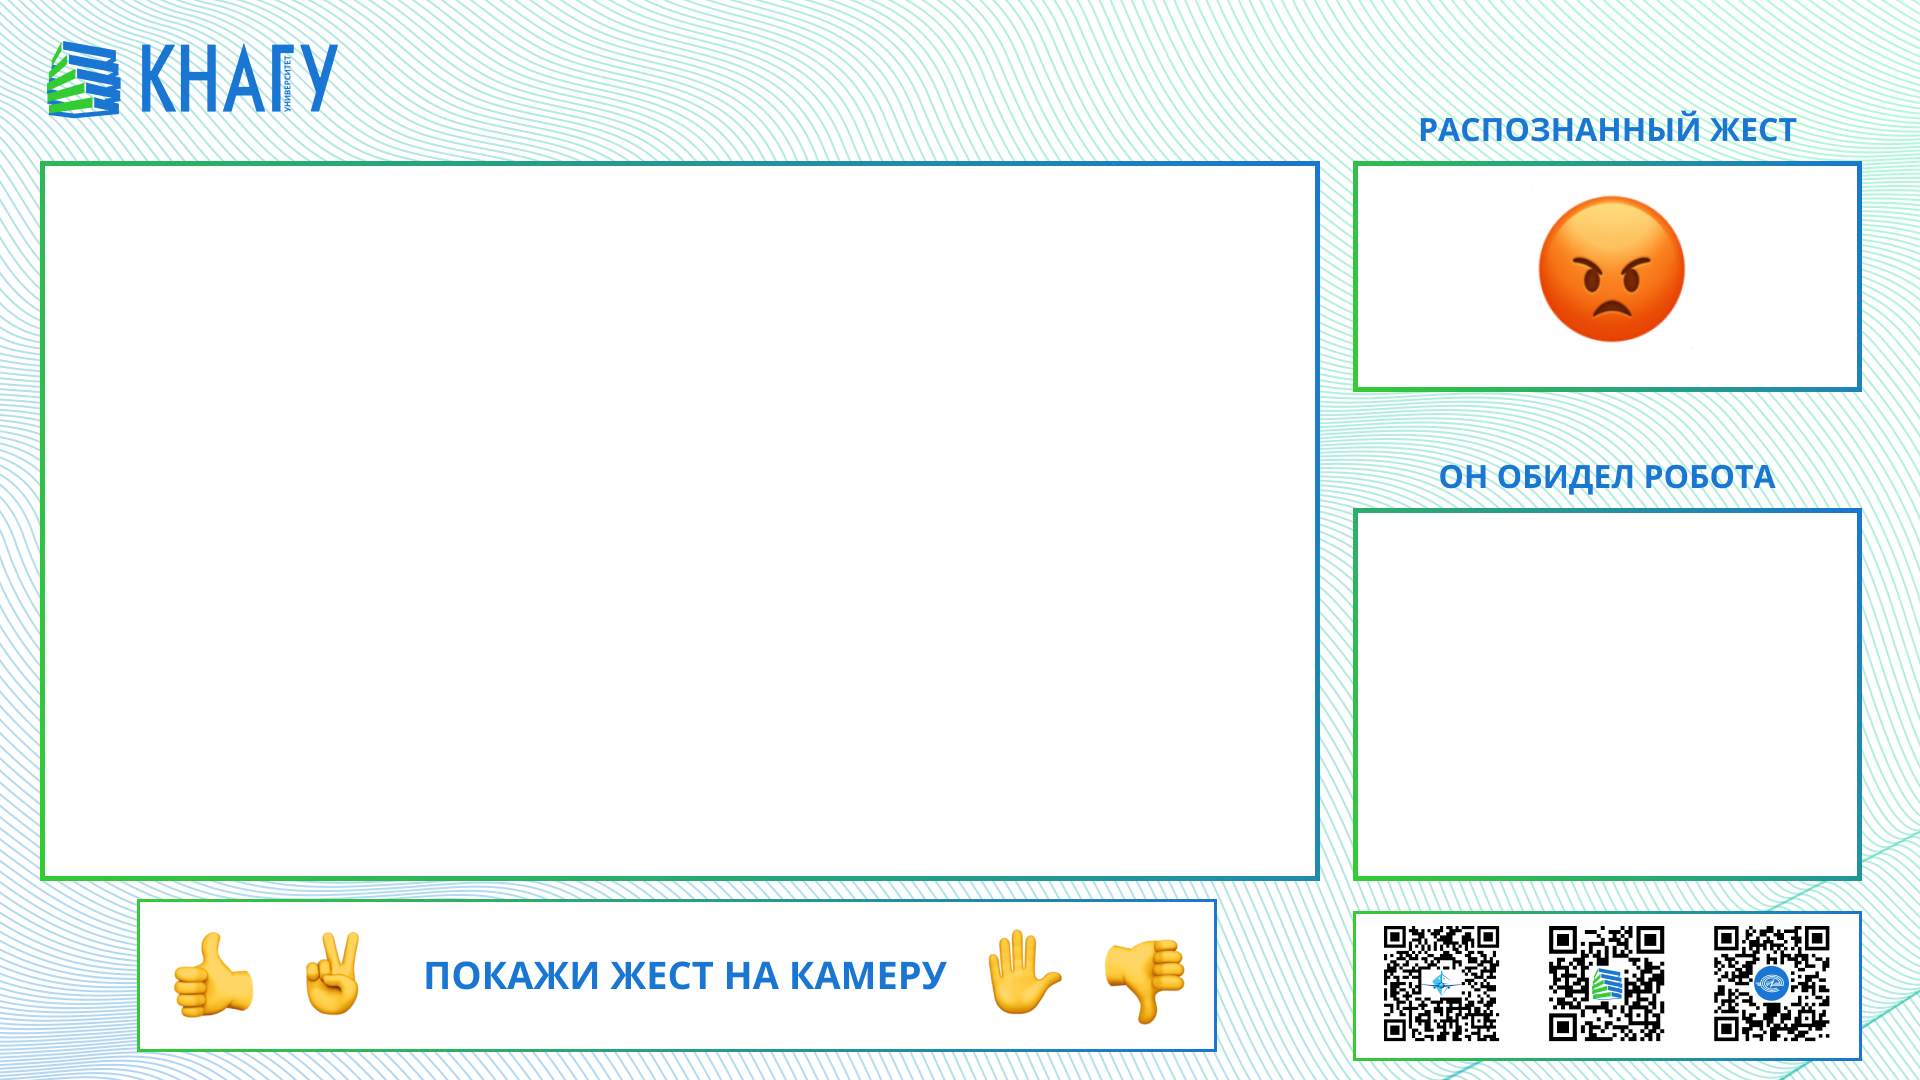 КНАГУ
УНИВЕРСИТЕТ
РАСПОЗНАННЫЙ ЖЕСТ
ОН ОБИДЕЛ РОБОТА
ПОКАЖИ ЖЕСТ НА КАМЕРУ